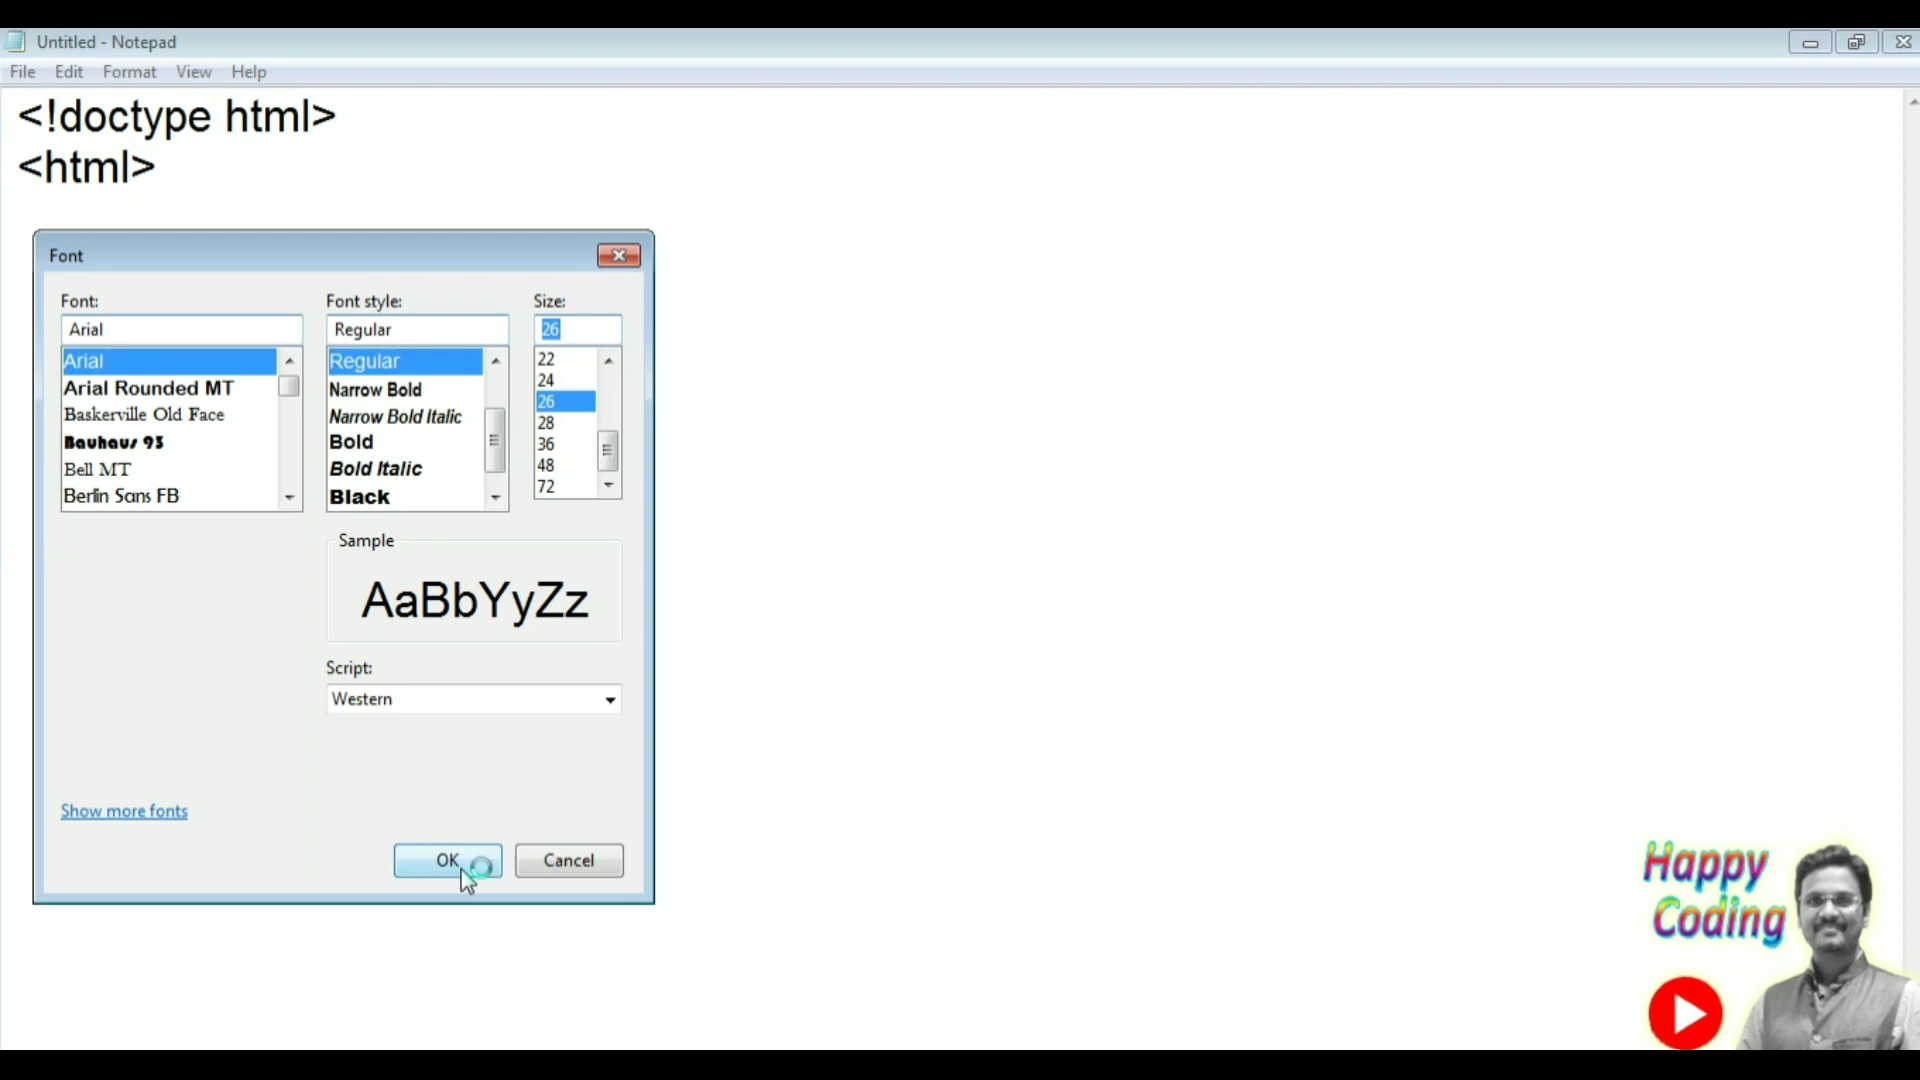 Untitled - Notepad
File Edit Format View Help
<!doctype html>
<html>
Font
Font: Font style: Size:
Arial Regular 26
Arial Regular 22
Arial Rounded MT Narrow Bold 24
Baskerville Old Face Narrow Bold Italic 26
Bauhaus 93 Bold 28
Bell MT Bold Italic 36
Berlin Sans FB Black 48
72
Sample
AaBbYyZz
Script:
Western
Show more fonts
OK Cancel
Happy
Coding